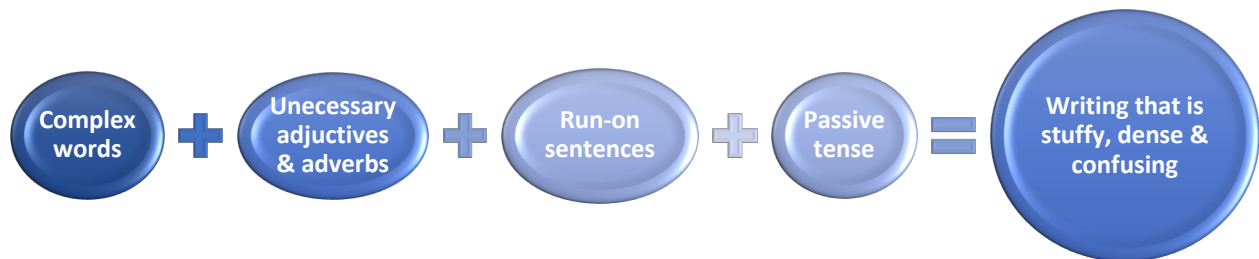 Complex
words
Unecessary
adjuctives
& adverbs
Run-on
sentences
Passive
tense
Writing that is
stuffy, dense &
confusing